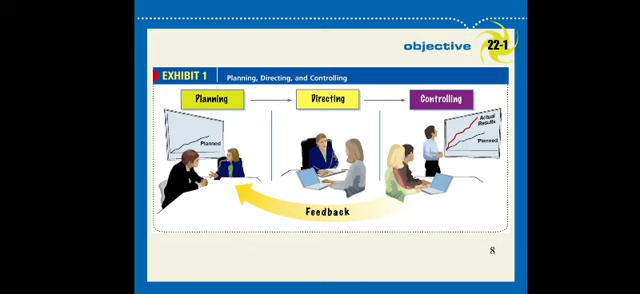 objective 22-1
EXHIBIT 1 Planning, Directing, and Controlling
Planning Directing Controlling
Planned
Actual
Results
Planned
Feedback
8